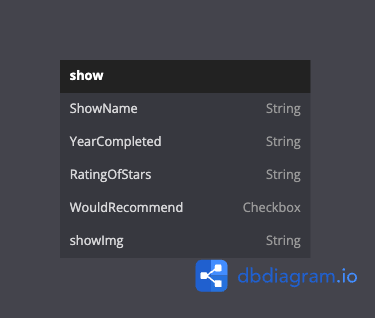 show
ShowName String
YearCompleted String
RatingOfStars String
WouldRecommend Checkbox
showImg String
dbdiagram.io